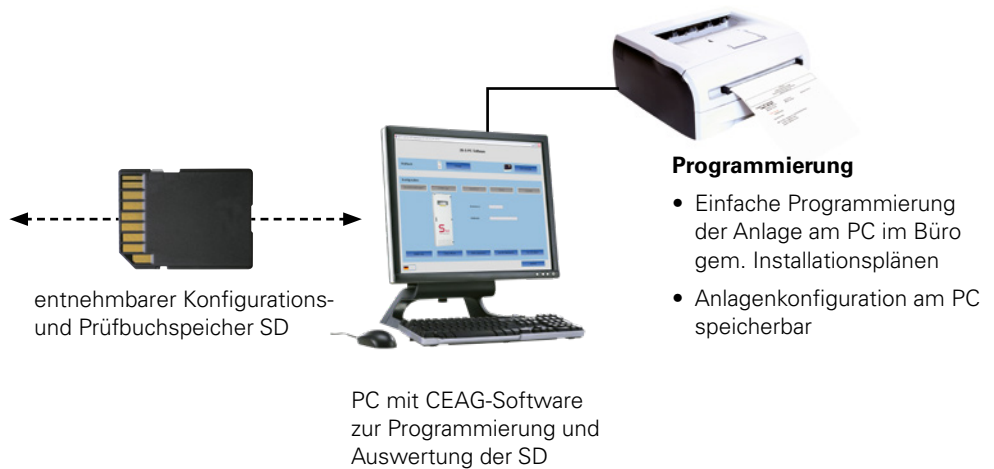 Programmierung
• Einfache Programmierung
der Anlage am PC im Büro
gem. Installationsplänen
• Anlagenkonfiguration am PC
speicherbar
entnehmbarer Konfigurations-
und Prüfbuchspeicher SD
PC mit CEAG-Software
zur Programmierung und
Auswertung der SD